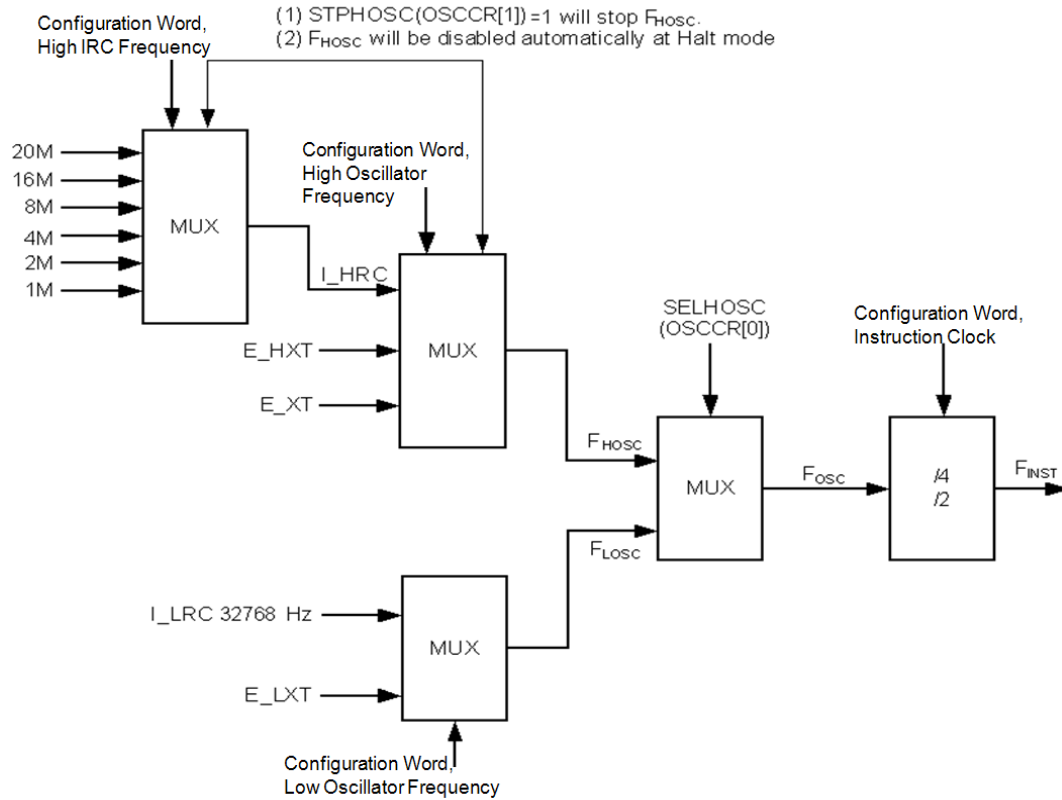 (1) STPHOSC(OSCCR[1])=1 will stop FHOSC.
(2) FHOSC will be disabled automatically at Halt mode
Configuration Word,
High IRC Frequency
20M
16M
8M
4M
2M
1M
MUX
Configuration Word,
High Oscillator
Frequency
I_HRC
E_HXT
E_XT
MUX
SELHOSC
(OSCCR[0])
Configuration Word,
Instruction Clock
FHOSC
FLOSC
MUX
FOSC
/4
/2
FINST
I_LRC 32768 Hz
E_LXT
MUX
Configuration Word,
Low Oscillator Frequency